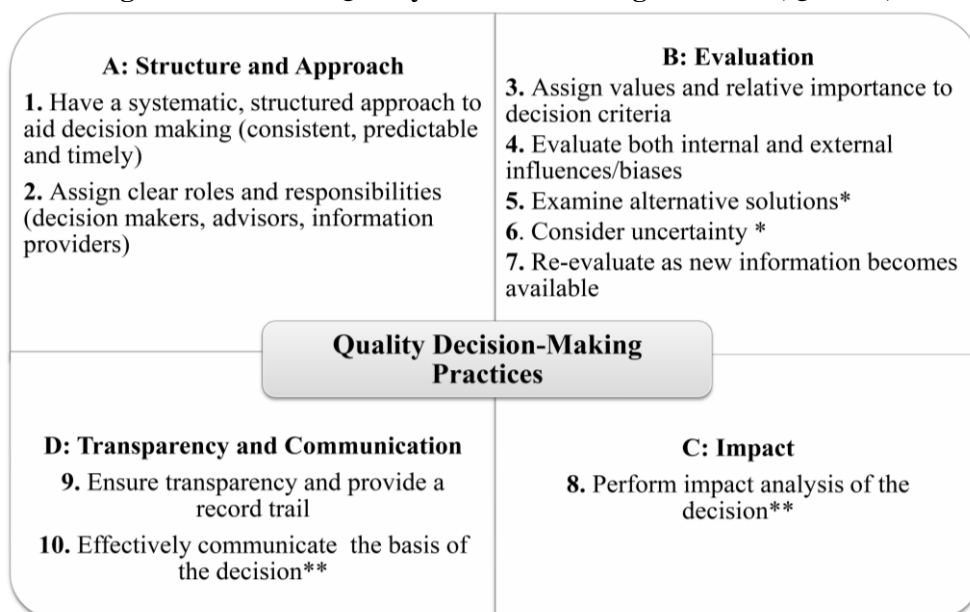 A: Structure and Approach
1. Have a systematic, structured approach to
aid decision making (consistent, predictable
and timely)
2. Assign clear roles and responsibilities
(decision makers, advisors, information
providers)
B: Evaluation
3. Assign values and relative importance to
decision criteria
4. Evaluate both internal and external
influences/biases
5. Examine alternative solutions*
6. Consider uncertainty *
7. Re-evaluate as new information becomes
available
Quality Decision-Making
Practices
D: Transparency and Communication
9. Ensure transparency and provide a
record trail
10. Effectively communicate the basis of
the decision**
C: Impact
8. Perform impact analysis of the
decision**